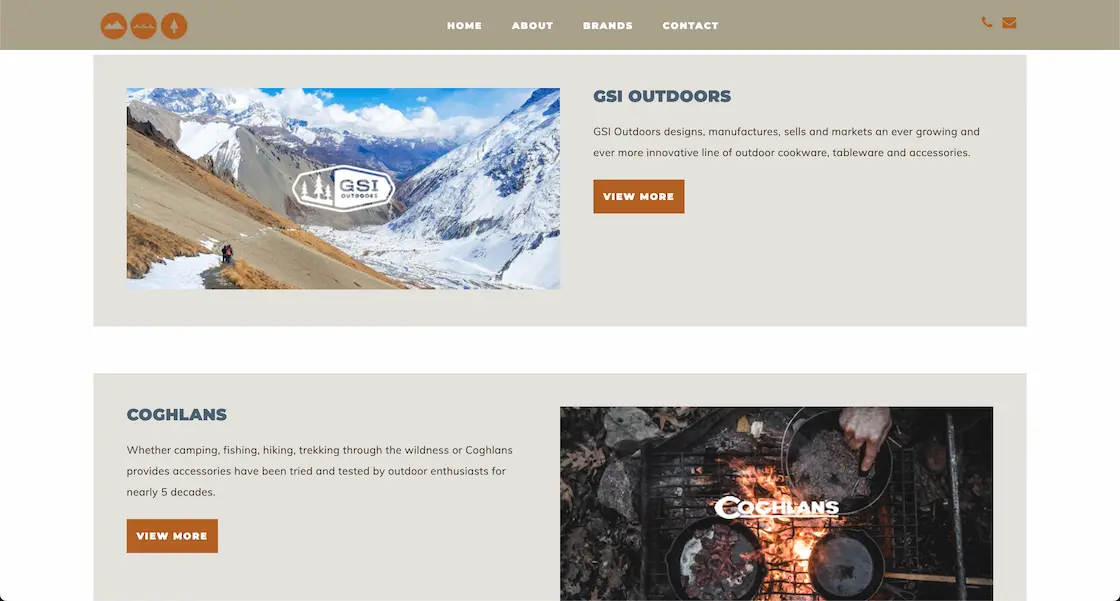 HOME ABOUT BRANDS CONTACT
GSI
OUTDOORS
GSI OUTDOORS
GSI Outdoors designs, manufactures, sells and markets an ever growing and
ever more innovative line of outdoor cookware, tableware and accessories.
VIEW MORE
COGHLANS
Whether camping, fishing, hiking, trekking through the wildness or Coghlans
provides accessories have been tried and tested by outdoor enthusiasts for
nearly 5 decades.
VIEW MORE
COGHLAN'S